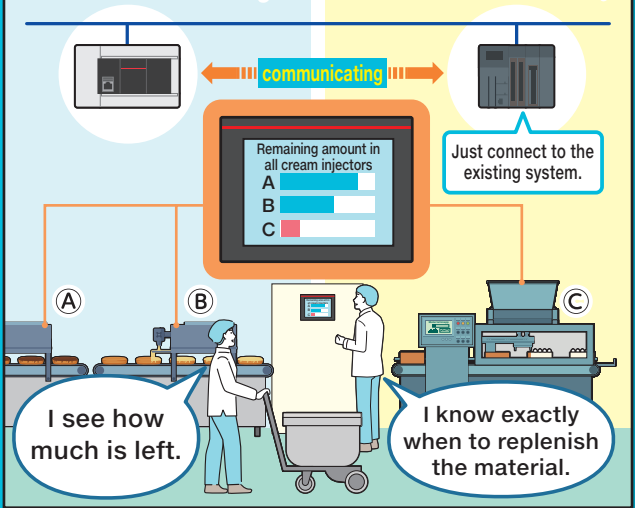 communicating
Remaining amount in
all cream injectors
A
B
C
Just connect to the
existing system.
A
B
C
I see how
much is left.
I know exactly
when to replenish
the material.